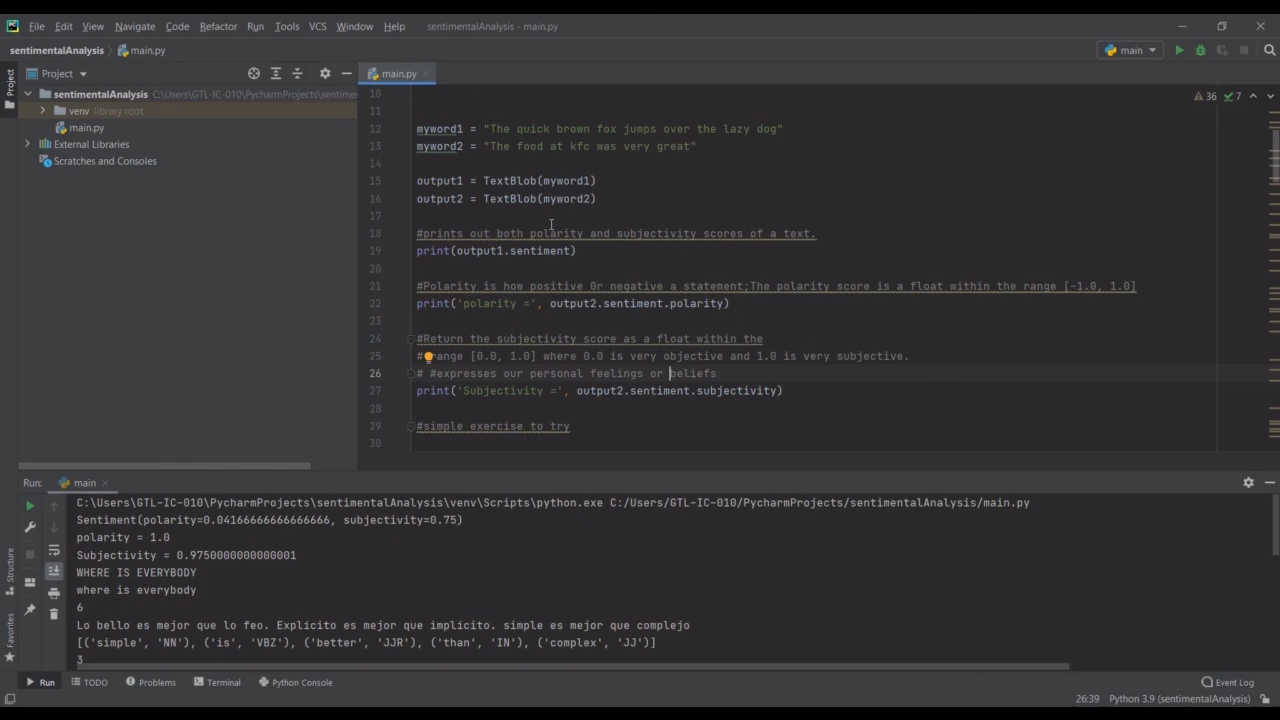 File Edit View Navigate Code Refactor Run Tools VCS Window Help sentimentalAnalysis - main.py
sentimentalAnalysis main.py main
Project main.py
36 7
Project
sentimentalAnalysis C:\Users\GTL-IC-010\PycharmProjects\sentime
venv library root
main.py
External Libraries
Scratches and Consoles
10
11
12 myword1 = "The quick brown fox jumps over the lazy dog"
13 myword2 = "The food at kfc was very great"
14
15 output1 = TextBlob(myword1)
16 output2 = TextBlob(myword2)
17
18 #prints out both polarity and subjectivity scores of a text.
19 print(output1.sentiment)
20
21 #Polarity is how positive 0r negative a statement;The polarity score is a float within the range [-1.0, 1.0]
22 print('polarity =', output2.sentiment.polarity)
23
24 #Return the subjectivity score as a float within the
25 # range [0.0, 1.0] where 0.0 is very objective and 1.0 is very subjective.
26 # #expresses our personal feelings or beliefs
27 print('Subjectivity =', output2.sentiment.subjectivity)
28
29 #simple exercise to try
30
Run: main
C:\Users\GTL-IC-010\PycharmProjects\sentimentalAnalysis\venv\Scripts\python.exe C:/Users/GTL-IC-010/PycharmProjects/sentimentalAnalysis/main.py
Sentiment(polarity=0.04166666666666666, subjectivity=0.75)
polarity = 1.0
Subjectivity = 0.9750000000000001
WHERE IS EVERYBODY
where is everybody
6
Lo bello es mejor que lo feo. Explicito es mejor que implicito. simple es mejor que complejo
[('simple', 'NN'), ('is', 'VBZ'), ('better', 'JJR'), ('than', 'IN'), ('complex', 'JJ')]
3
Structure
Favorites
Run TODO Problems Terminal Python Console Event Log
26:39 Python 3.9 (sentimentalAnalysis)